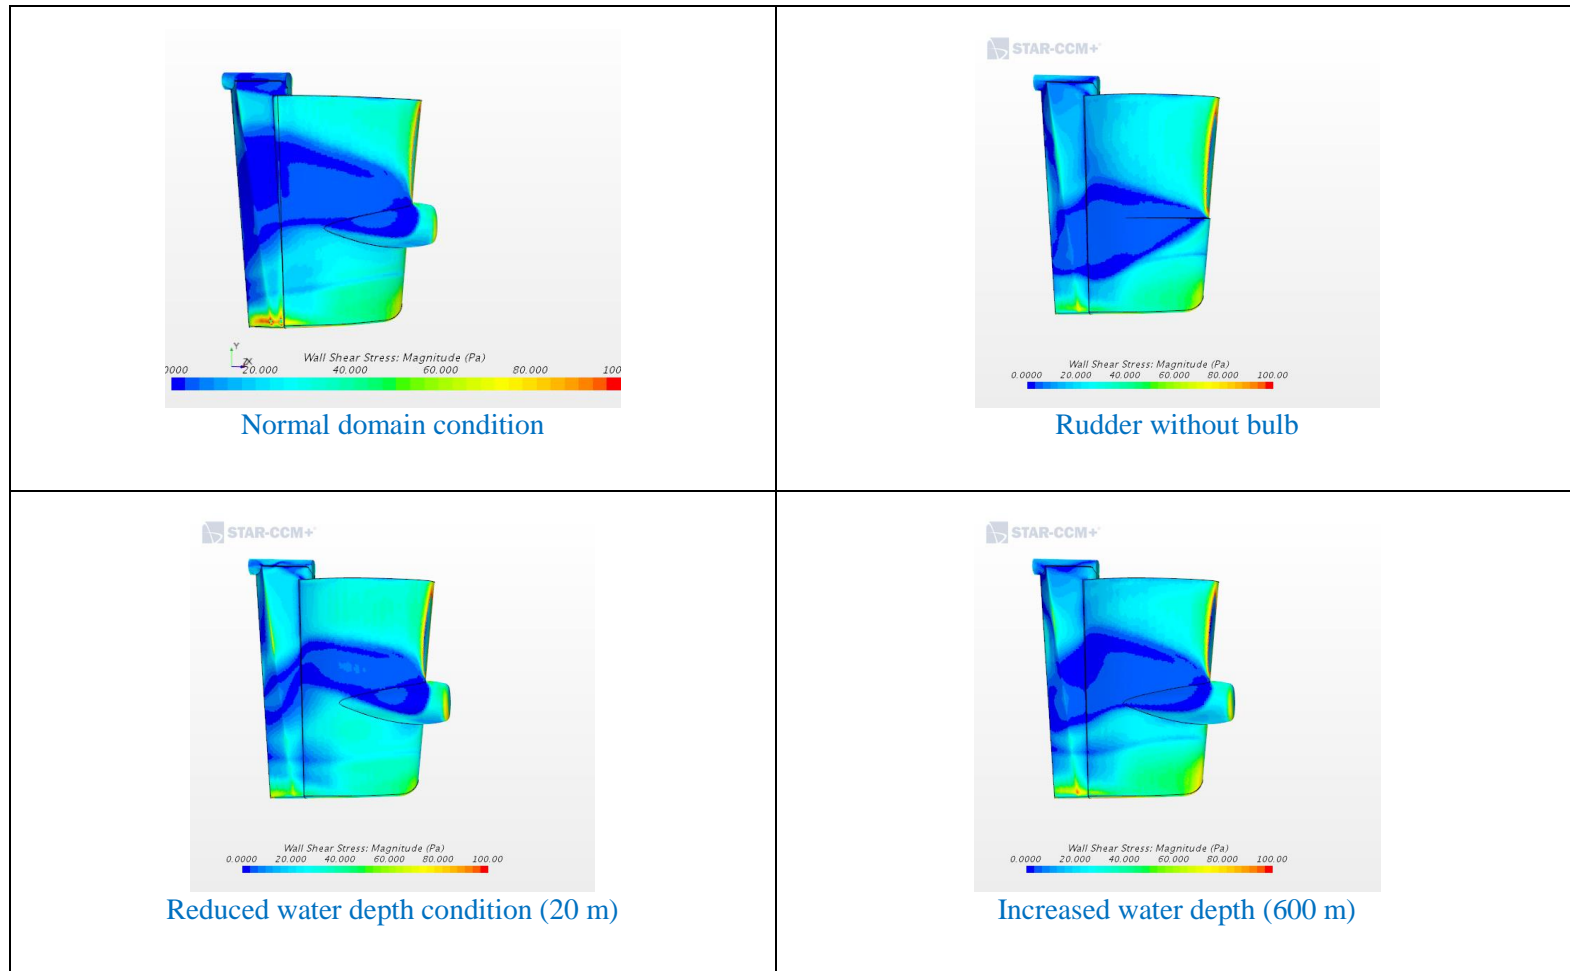 Y
ZX
Wall Shear Stress: Magnitude (Pa)
0000 20.000 40.000 60.000 80.000 100
Normal domain condition
STAR-CCM+
Wall Shear Stress: Magnitude (Pa)
0.0000 20.000 40.000 60.000 80.000 100.00
Rudder without bulb
STAR-CCM+
Wall Shear Stress: Magnitude (Pa)
0.0000 20.000 40.000 60.000 80.000 100.00
Reduced water depth condition (20 m)
STAR-CCM+
Wall Shear Stress: Magnitude (Pa)
0.0000 20.000 40.000 60.000 80.000 100.00
Increased water depth (600 m)